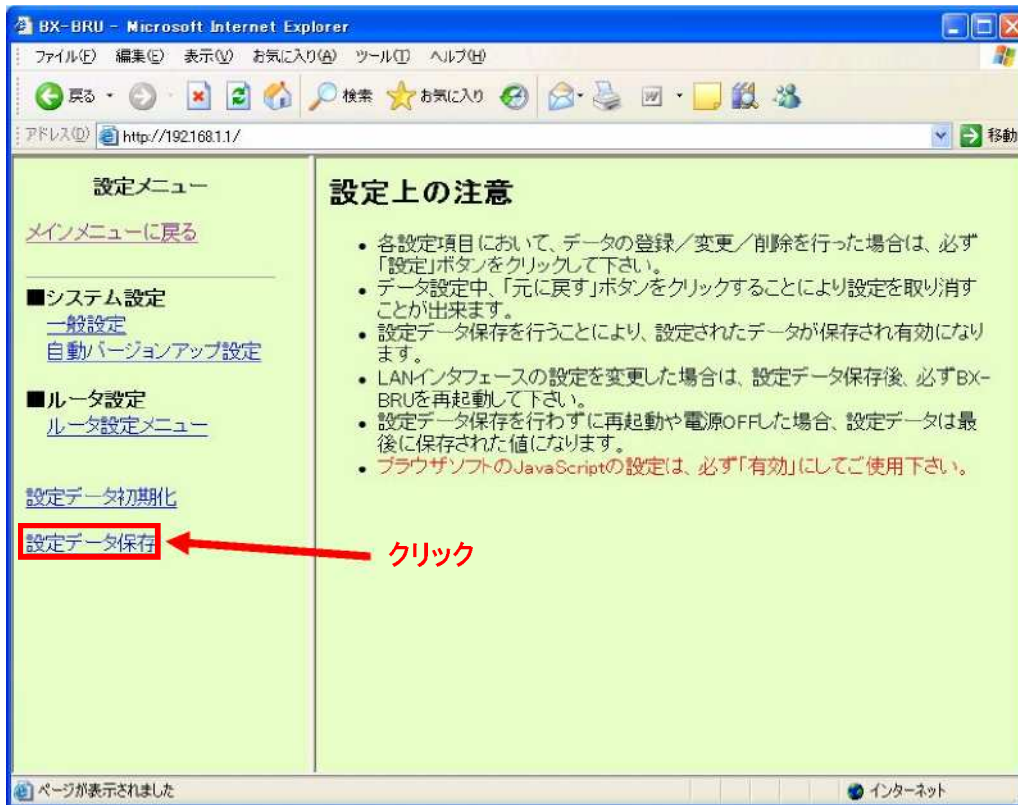 BX-BRU - Microsoft Internet Explorer
ファイル(F) 編集(E) 表示(V) お気に入り(A) ツール(T) ヘルプ(H)
戻る 検索 お気に入り
アドレス(D) http://192.168.1.1/ 移動
設定メニュー
メインメニューに戻る
■システム設定
一般設定
自動バージョンアップ設定
■ルータ設定
ルータ設定メニュー
設定データ初期化
設定データ保存
クリック
設定上の注意
• 各設定項目において、データの登録／変更／削除を行った場合は、必ず
「設定」ボタンをクリックして下さい。
• データ設定中、「元に戻す」ボタンをクリックすることにより設定を取り消す
ことが出来ます。
• 設定データ保存を行うことにより、設定されたデータが保存され有効になり
ます。
• LANインタフェースの設定を変更した場合は、設定データ保存後、必ずBX-
BRUを再起動して下さい。
• 設定データ保存を行わずに再起動や電源OFFした場合、設定データは最
後に保存された値になります。
• ブラウザソフトのJavaScriptの設定は、必ず「有効」にしてご使用下さい。
ページが表示されました インターネット